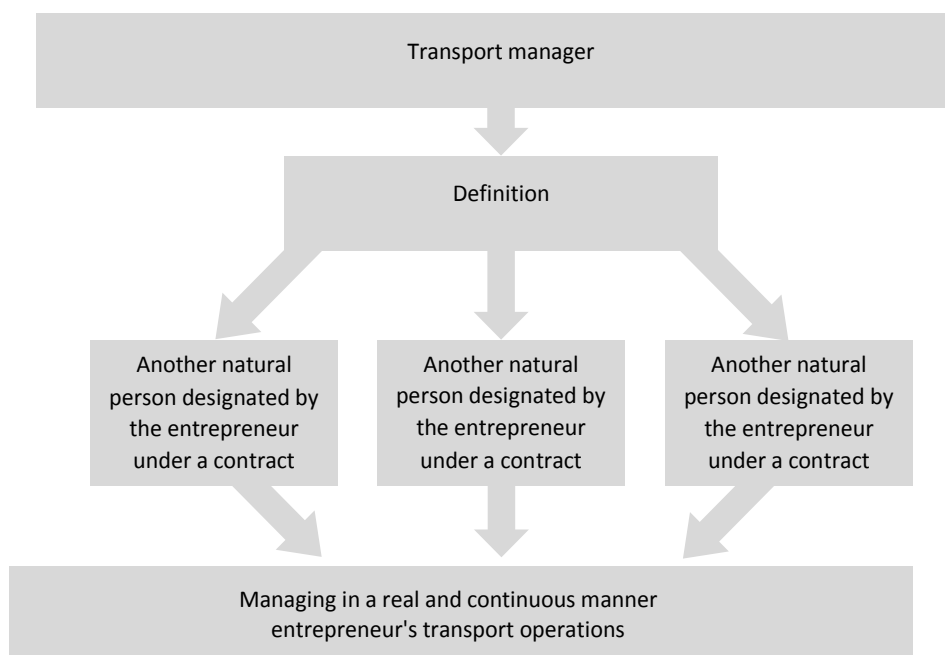 Transport manager
Definition
Another natural
person designated by
the entrepreneur
under a contract
Another natural
person designated by
the entrepreneur
under a contract
Another natural
person designated by
the entrepreneur
under a contract
Managing in a real and continuous manner
entrepreneur's transport operations